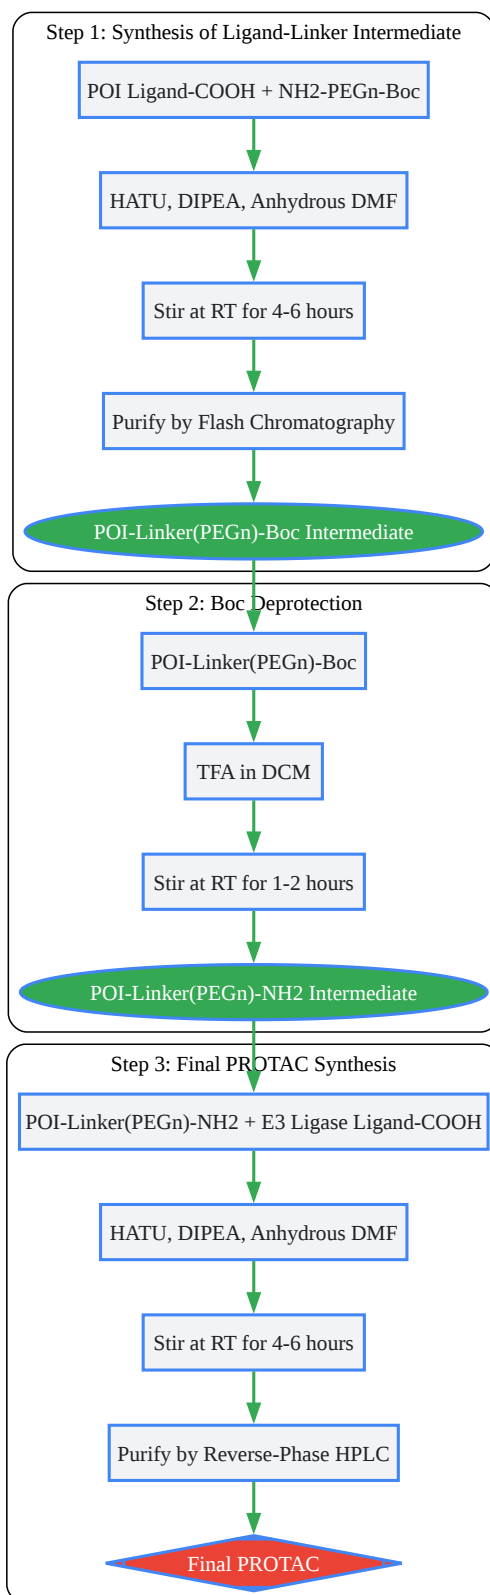 Step 1: Synthesis of Ligand-Linker Intermediate
POI Ligand-COOH + NH2-PEGn-Boc
HATU, DIPEA, Anhydrous DMF
Stir at RT for 4-6 hours
Purify by Flash Chromatography
POI-Linker(PEGn)-Boc Intermediate
Step 2: Boc Deprotection
POI-Linker(PEGn)-Boc
TFA in DCM
Stir at RT for 1-2 hours
POI-Linker(PEGn)-NH2 Intermediate
Step 3: Final PROTAC Synthesis
POI-Linker(PEGn)-NH2 + E3 Ligase Ligand-COOH
HATU, DIPEA, Anhydrous DMF
Stir at RT for 4-6 hours
Purify by Reverse-Phase HPLC
Final PROTAC